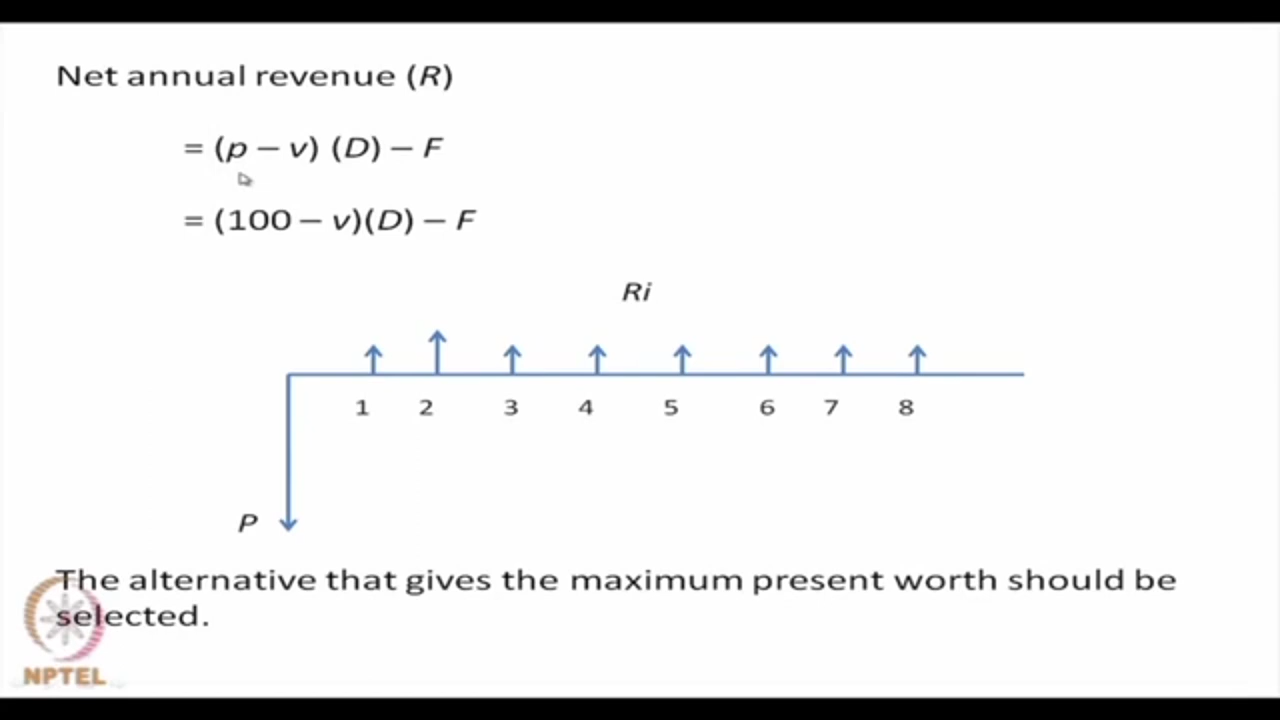 Net annual revenue (R)
= (p – v) (D) – F
= (100 – v)(D) – F
Ri
1 2 3 4 5 6 7 8
P
The alternative that gives the maximum present worth should be
selected.
NPTEL